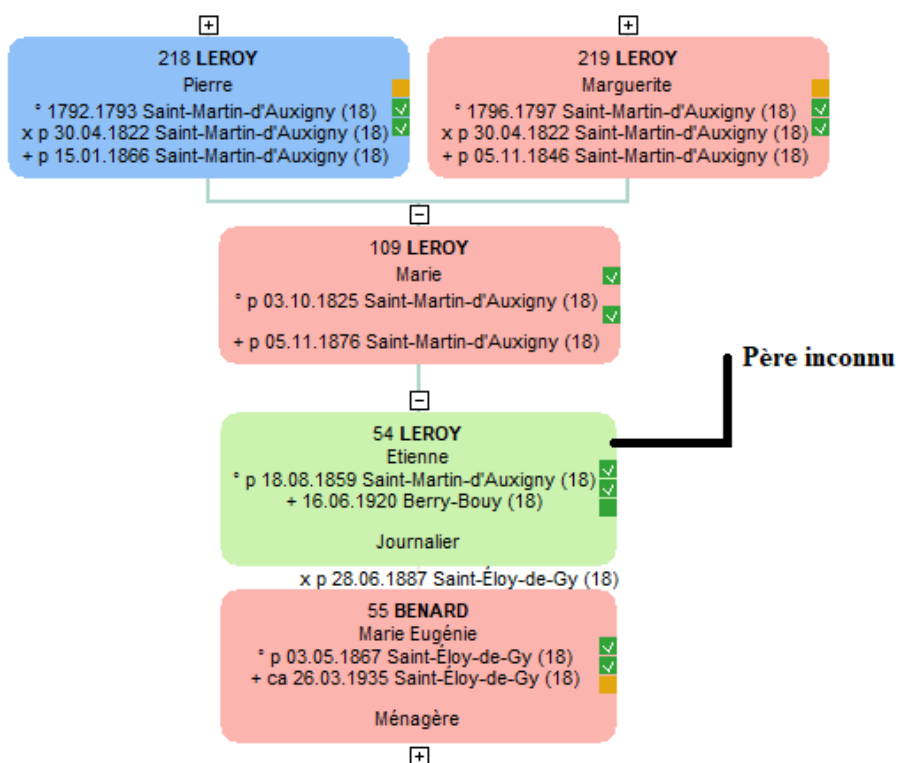 218 LEROY
Pierre
° 1792.1793 Saint-Martin-d'Auxigny (18)
x p 30.04.1822 Saint-Martin-d'Auxigny (18)
+ p 15.01.1866 Saint-Martin-d'Auxigny (18)
219 LEROY
Marguerite
° 1796.1797 Saint-Martin-d'Auxigny (18)
x p 30.04.1822 Saint-Martin-d'Auxigny (18)
+ p 05.11.1846 Saint-Martin-d'Auxigny (18)
109 LEROY
Marie
° p 03.10.1825 Saint-Martin-d'Auxigny (18)
+ p 05.11.1876 Saint-Martin-d'Auxigny (18)
Père inconnu
54 LEROY
Etienne
° p 18.08.1859 Saint-Martin-d'Auxigny (18)
+ 16.06.1920 Berry-Bouy (18)
Journalier
x p 28.06.1887 Saint-Éloy-de-Gy (18)
55 BENARD
Marie Eugénie
° p 03.05.1867 Saint-Éloy-de-Gy (18)
+ ca 26.03.1935 Saint-Éloy-de-Gy (18)
Ménagère